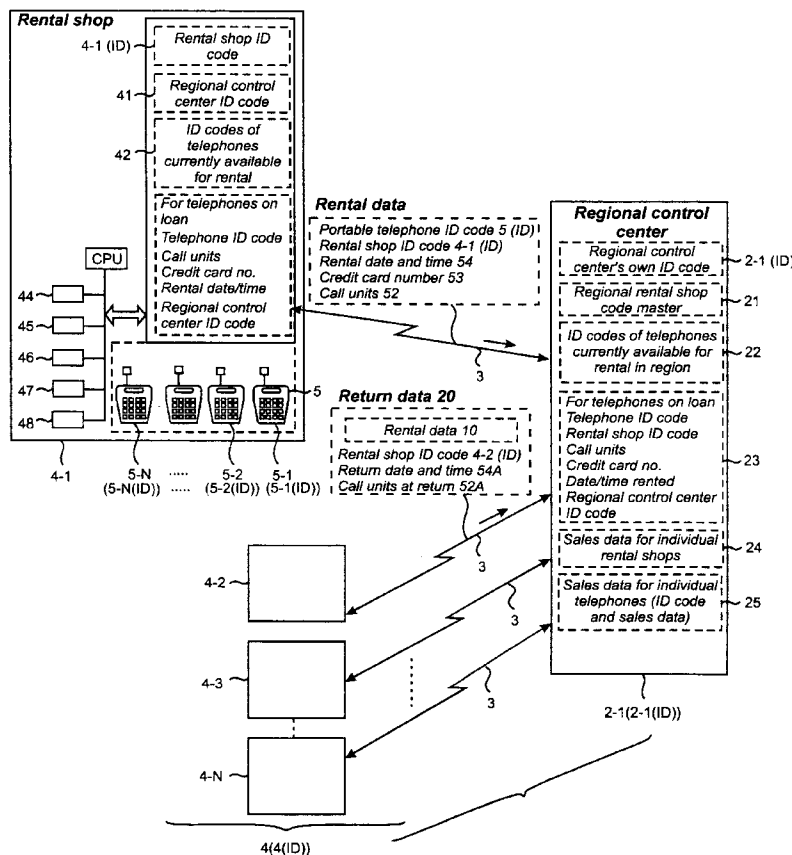 Rental shop
4-1 (ID)
Rental shop ID
code
41
Regional control
center ID code
42
ID codes of
telephones
currently available
for rental
For telephones on
loan
Telephone ID code
Call units
Credit card no.
Rental date/time
Regional control
center ID code
CPU
44
45
46
47
48
4-1
5
5-N
(5-N(ID))
.....
.....
5-2
(5-2(ID))
5-1
(5-1(ID))
Rental data
Portable telephone ID code 5 (ID)
Rental shop ID code 4-1 (ID)
Rental date and time 54
Credit card number 53
Call units 52
3
Return data 20
Rental data 10
Rental shop ID code 4-2 (ID)
Return date and time 54A
Call units at return 52A
3
3
3
Regional control
center
Regional control
center's own ID code
2-1 (ID)
Regional rental shop
code master
21
ID codes of telephones
currently available for
rental in region
22
For telephones on loan
Telephone ID code
Rental shop ID code
Call units
Credit card no.
Date/time rented
Regional control center
ID code
23
Sales data for individual
rental shops
24
Sales data for individual
telephones (ID code
and sales data)
25
2-1(2-1(ID))
4-2
4-3
4-N
4(4(ID))